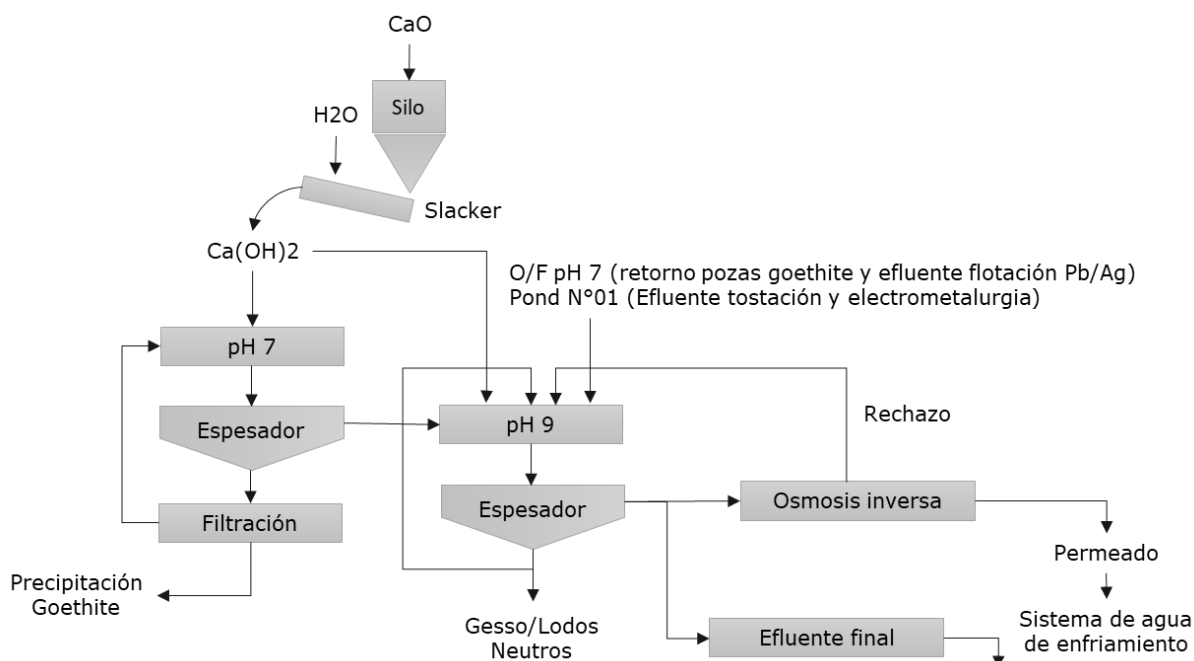 CaO
Silo
H2O
Slacker
Ca(OH)2
O/F pH 7 (retorno pozas goethite y efluente flotación Pb/Ag)
Pond N°01 (Efluente tostación y electrometalurgia)
pH 7
Rechazo
Espesador
pH 9
Filtración
Espesador
Osmosis inversa
Permeado
Precipitación
Goethite
Gesso/Lodos
Neutros
Efluente final
Sistema de agua
de enfriamiento